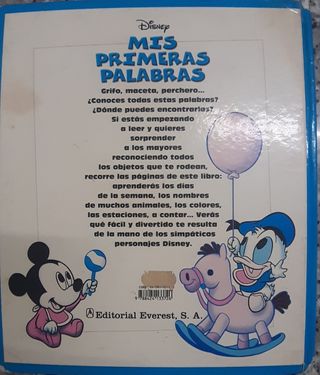 Disney
MIS
PRIMERAS
PALABRAS
Grifo, maceta, perchero...
¿Conoces todas estas palabras?
¿Dónde puedes encontrarlas?
Si estás empezando
a leer y quieres
sorprender
a los mayores
reconociendo todos
los objetos que te rodean,
recorre las páginas de este libro:
aprenderás los días
de la semana, los nombres
de muchos animales, los colores,
las estaciones, a contar... Verás
qué fácil y divertido te resulta
de la mano de los simpáticos
personajes Disney.
Editorial Everest, S. A.